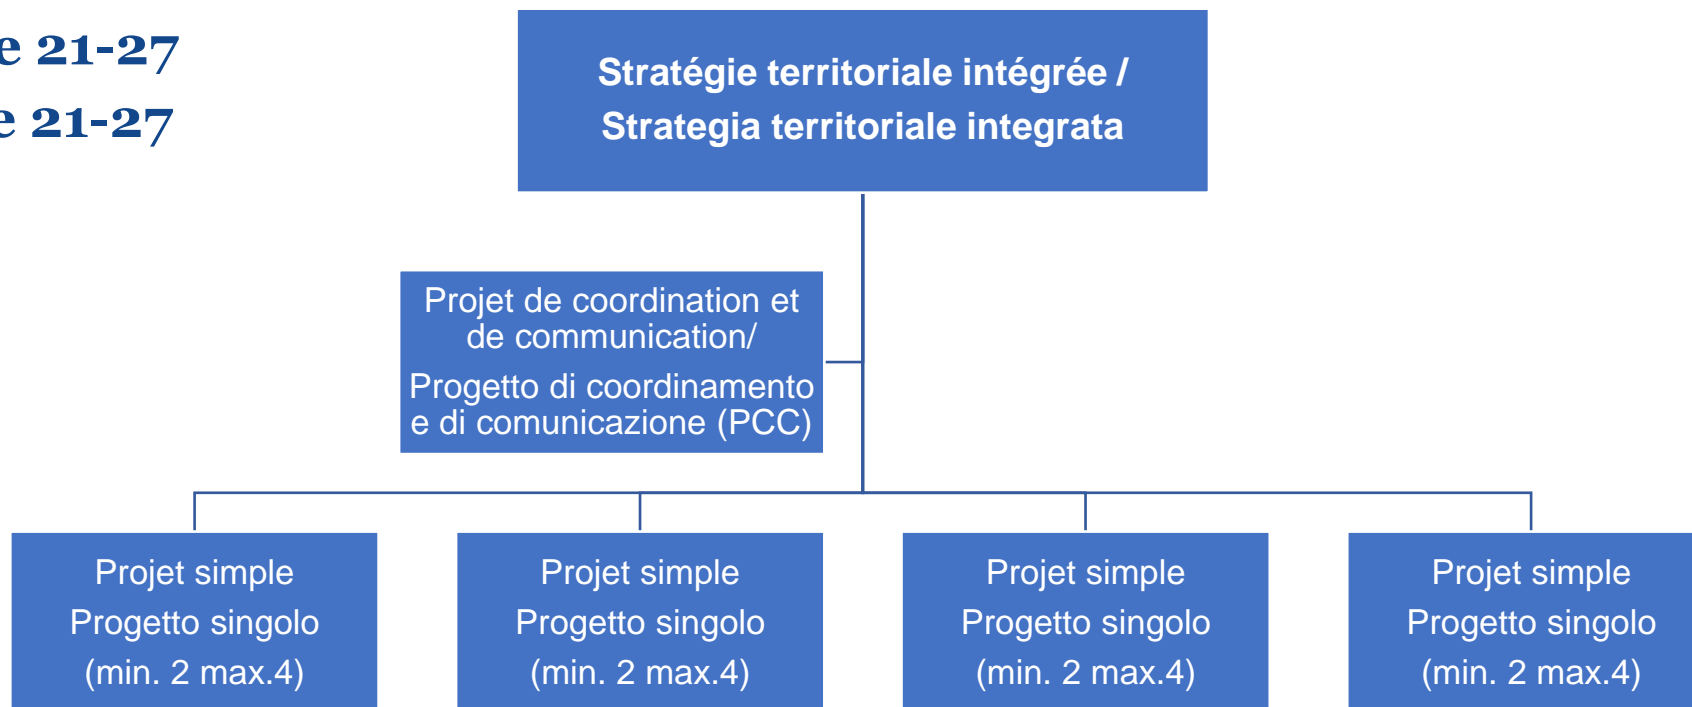 e 21-27
e 21-27
Stratégie territoriale intégrée /
Strategia territoriale integrata
Projet de coordination et
de communication/
Progetto di coordinamento
e di comunicazione (PCC)
Projet simple
Progetto singolo
(min. 2 max.4)
Projet simple
Progetto singolo
(min. 2 max.4)
Projet simple
Progetto singolo
(min. 2 max.4)
Projet simple
Progetto singolo
(min. 2 max.4)